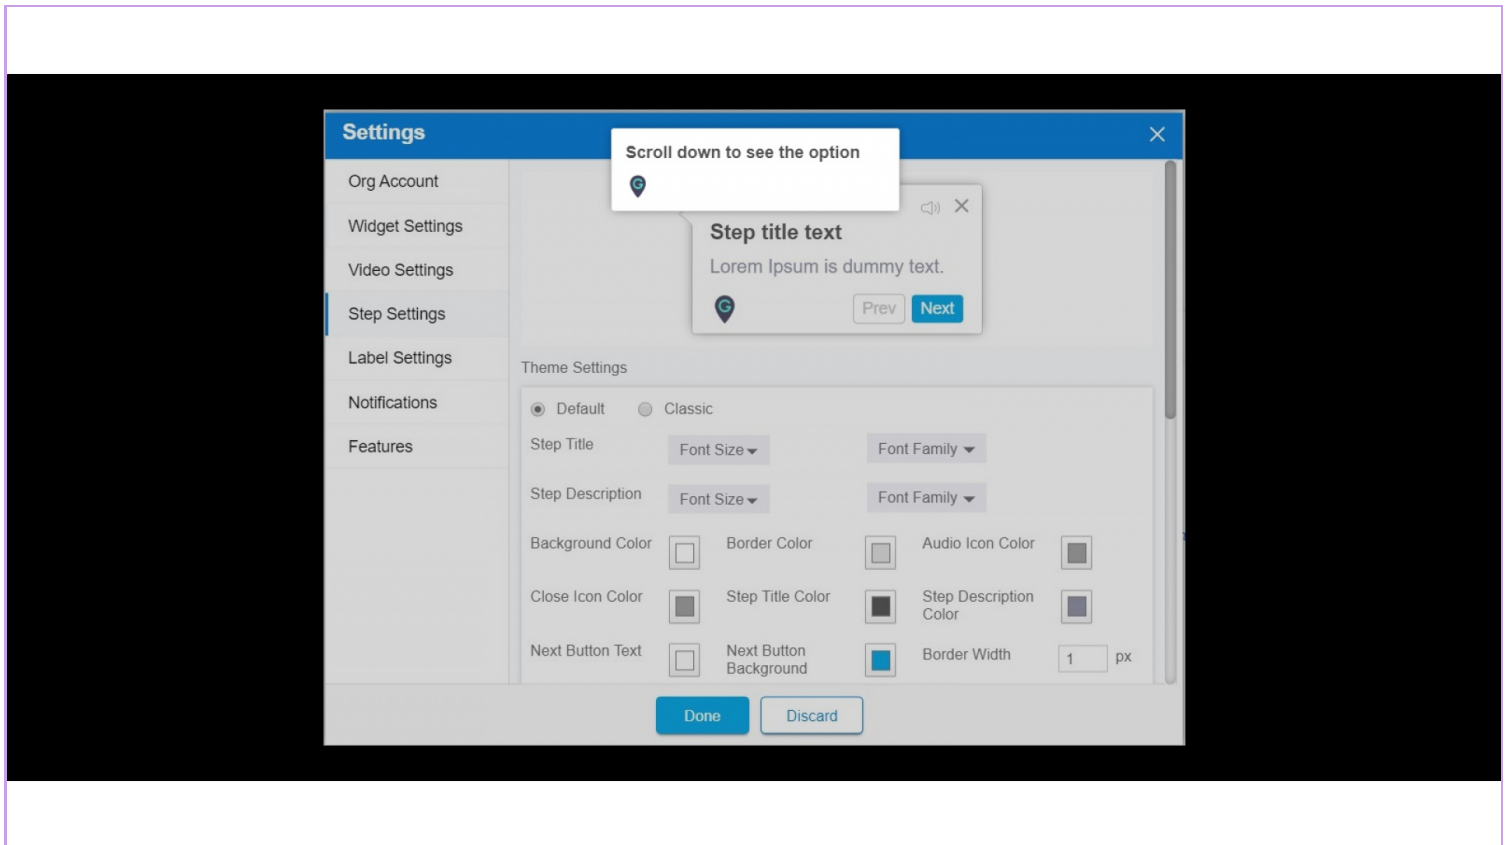 Settings
Scroll down to see the option
G
Org Account
Widget Settings
Video Settings
Step Settings
Label Settings
Notifications
Features
Step title text
Lorem Ipsum is dummy text.
G
Prev Next
Theme Settings
Default Classic
Step Title Font Size Font Family
Step Description Font Size Font Family
Background Color Border Color Audio Icon Color
Close Icon Color Step Title Color Step Description
Color
Next Button Text Next Button Border Width 1 px
Background
Done Discard